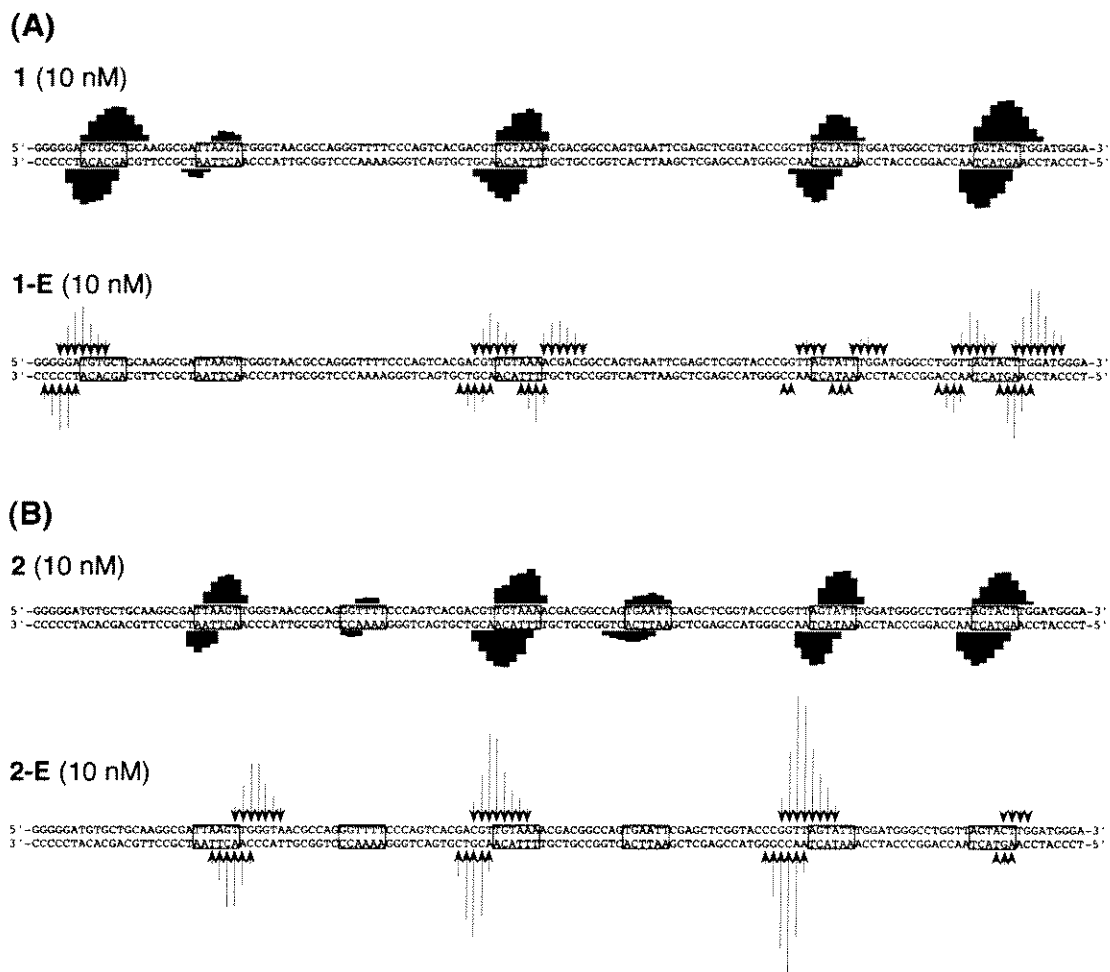 (A)
1 (10 nM)
5'-GGGGGATGTGCTGCAAGGCGATTAAGTTGGGTAACGCCAGGGTTTTCCCAGTCACGACGTTGTAAAACGACGGCCAGTGAATTCGAGCTCGGTACCCGGTTAGTATTTGGATGGGCCTGGTTAGTACTTGGATGGGA-3'
3'-CCCCCTACACGACGTTCCGCTAATTCAACCCATTGCGGTCCCAAAAGGGTCAGTGCTGCAACATTTTGCTGCCGGTCACTTAAGCTCGAGCCATGGGCCAATCATAAACCTACCCGGACCAATCATGAACCTACCCT-5'
1-E (10 nM)
5'-GGGGGATGTGCTGCAAGGCGATTAAGTTGGGTAACGCCAGGGTTTTCCCAGTCACGACGTTGTAAAACGACGGCCAGTGAATTCGAGCTCGGTACCCGGTTAGTATTTGGATGGGCCTGGTTAGTACTTGGATGGGA-3'
3'-CCCCCTACACGACGTTCCGCTAATTCAACCCATTGCGGTCCCAAAAGGGTCAGTGCTGCAACATTTTGCTGCCGGTCACTTAAGCTCGAGCCATGGGCCAATCATAAACCTACCCGGACCAATCATGAACCTACCCT-5'
(B)
2 (10 nM)
5'-GGGGGATGTGCTGCAAGGCGATTAAGTTGGGTAACGCCAGGGTTTTCCCAGTCACGACGTTGTAAAACGACGGCCAGTGAATTCGAGCTCGGTACCCGGTTAGTATTTGGATGGGCCTGGTTAGTACTTGGATGGGA-3'
3'-CCCCCTACACGACGTTCCGCTAATTCAACCCATTGCGGTCCCAAAAGGGTCAGTGCTGCAACATTTTGCTGCCGGTCACTTAAGCTCGAGCCATGGGCCAATCATAAACCTACCCGGACCAATCATGAACCTACCCT-5'
2-E (10 nM)
5'-GGGGGATGTGCTGCAAGGCGATTAAGTTGGGTAACGCCAGGGTTTTCCCAGTCACGACGTTGTAAAACGACGGCCAGTGAATTCGAGCTCGGTACCCGGTTAGTATTTGGATGGGCCTGGTTAGTACTTGGATGGGA-3'
3'-CCCCCTACACGACGTTCCGCTAATTCAACCCATTGCGGTCCCAAAAGGGTCAGTGCTGCAACATTTTGCTGCCGGTCACTTAAGCTCGAGCCATGGGCCAATCATAAACCTACCCGGACCAATCATGAACCTACCCT-5'